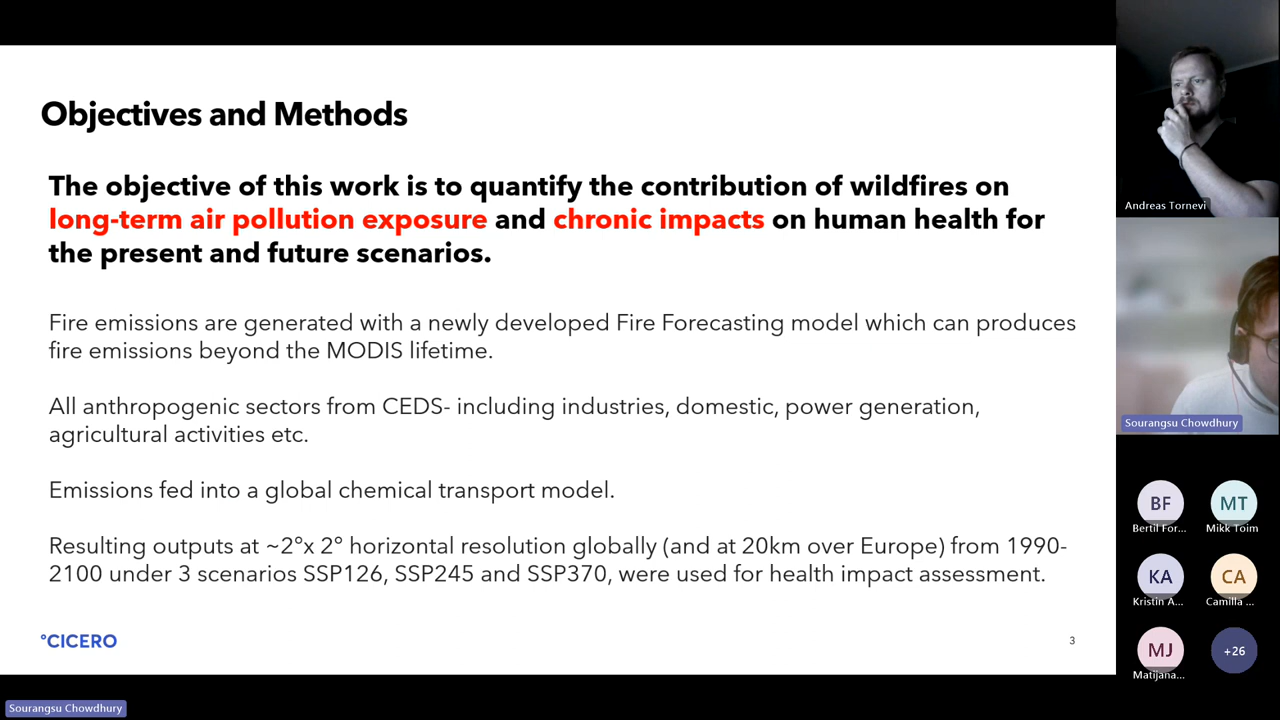 Objectives and Methods
The objective of this work is to quantify the contribution of wildfires on
long-term air pollution exposure and chronic impacts on human health for
the present and future scenarios.
Fire emissions are generated with a newly developed Fire Forecasting model which can produces
fire emissions beyond the MODIS lifetime.
All anthropogenic sectors from CEDS- including industries, domestic, power generation,
agricultural activities etc.
Emissions fed into a global chemical transport model.
Resulting outputs at ~2°x 2° horizontal resolution globally (and at 20km over Europe) from 1990-
2100 under 3 scenarios SSP126, SSP245 and SSP370, were used for health impact assessment.
°CICERO
3
Sourangsu Chowdhury
Andreas Tornevi
Sourangsu Chowdhury
BF
MT
Bertil For...
Mikk Toim
KA
CA
Kristin A...
Camilla ...
MJ
+26
Matijana...